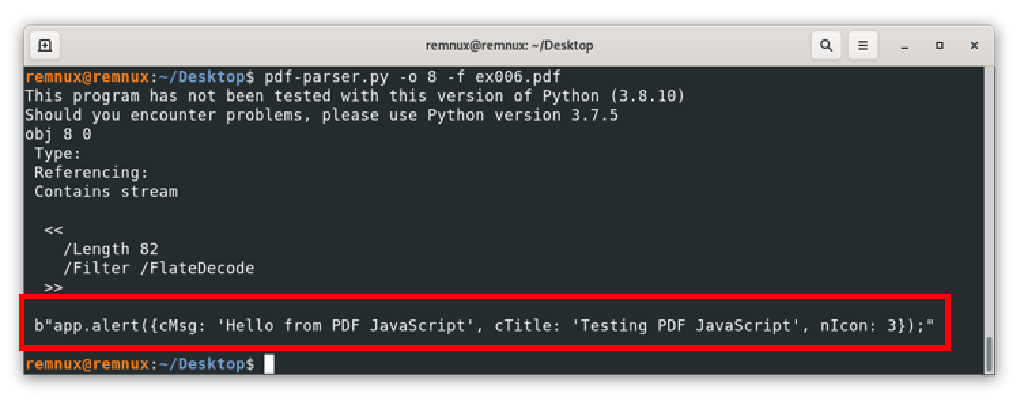 remnux@remnux: ~/Desktop
remnux@remnux:~/Desktop$ pdf-parser.py -o 8 -f ex006.pdf
This program has not been tested with this version of Python (3.8.10)
Should you encounter problems, please use Python version 3.7.5
obj 8 0
 Type:
 Referencing:
 Contains stream
  <<
    /Length 82
    /Filter /FlateDecode
  >>
 b"app.alert({cMsg: 'Hello from PDF JavaScript', cTitle: 'Testing PDF JavaScript', nIcon: 3});"
remnux@remnux:~/Desktop$